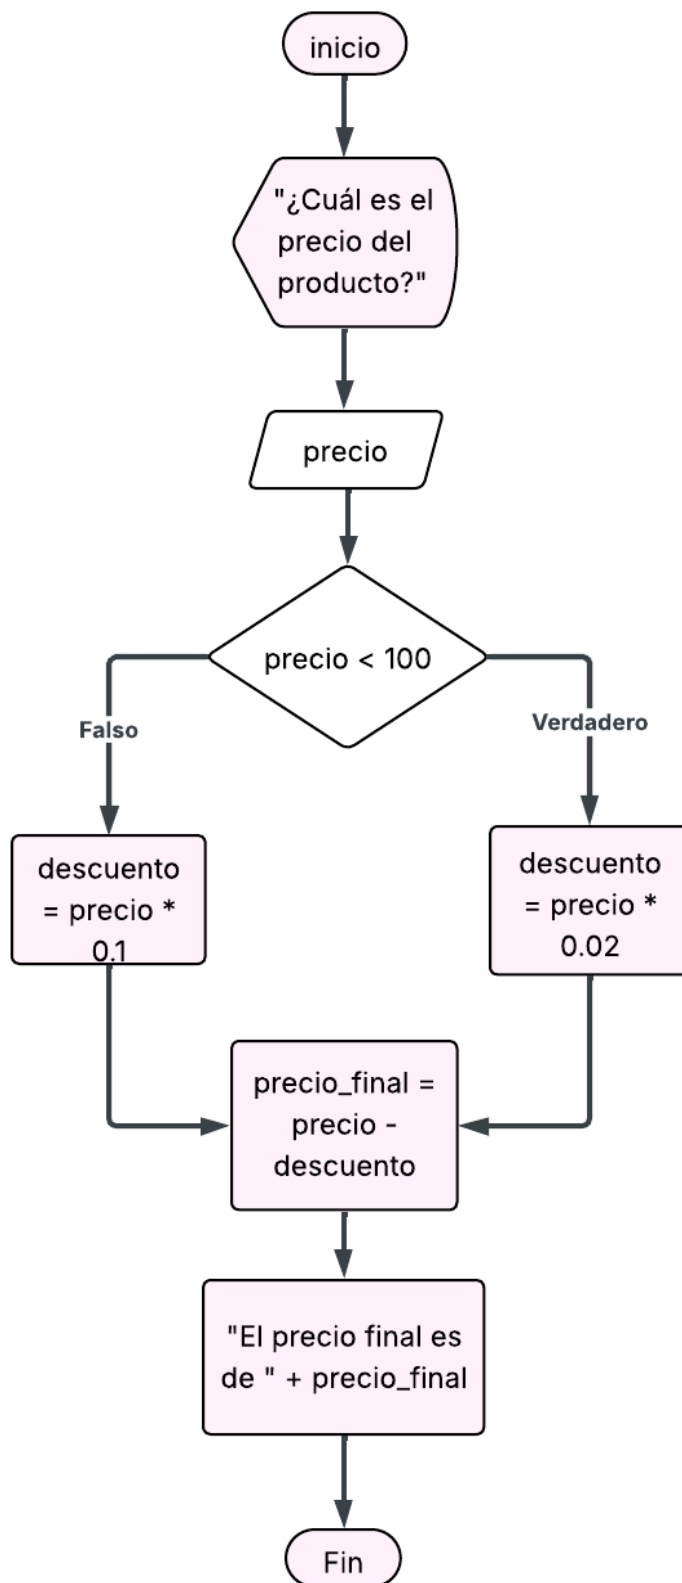 inicio
"¿Cuál es el
precio del
producto?"
precio
precio < 100
Falso
Verdadero
descuento
= precio *
0.1
descuento
= precio *
0.02
precio_final =
precio -
descuento
"El precio final es
de " + precio_final
Fin